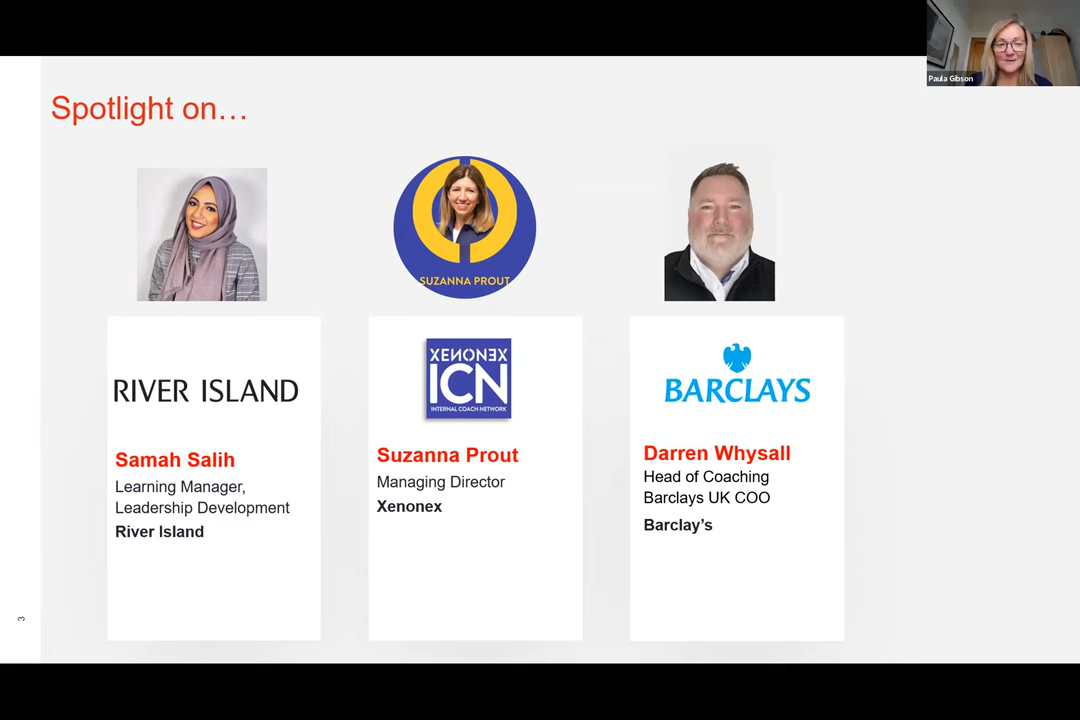 Paula Gibson
Spotlight on...
SUZANNA PROUT
RIVER ISLAND
Samah Salih
Learning Manager,
Leadership Development
River Island
XENONEX
ICN
INTERNAL COACH NETWORK
Suzanna Prout
Managing Director
Xenonex
BARCLAYS
Darren Whysall
Head of Coaching
Barclays UK COO
Barclay’s
3